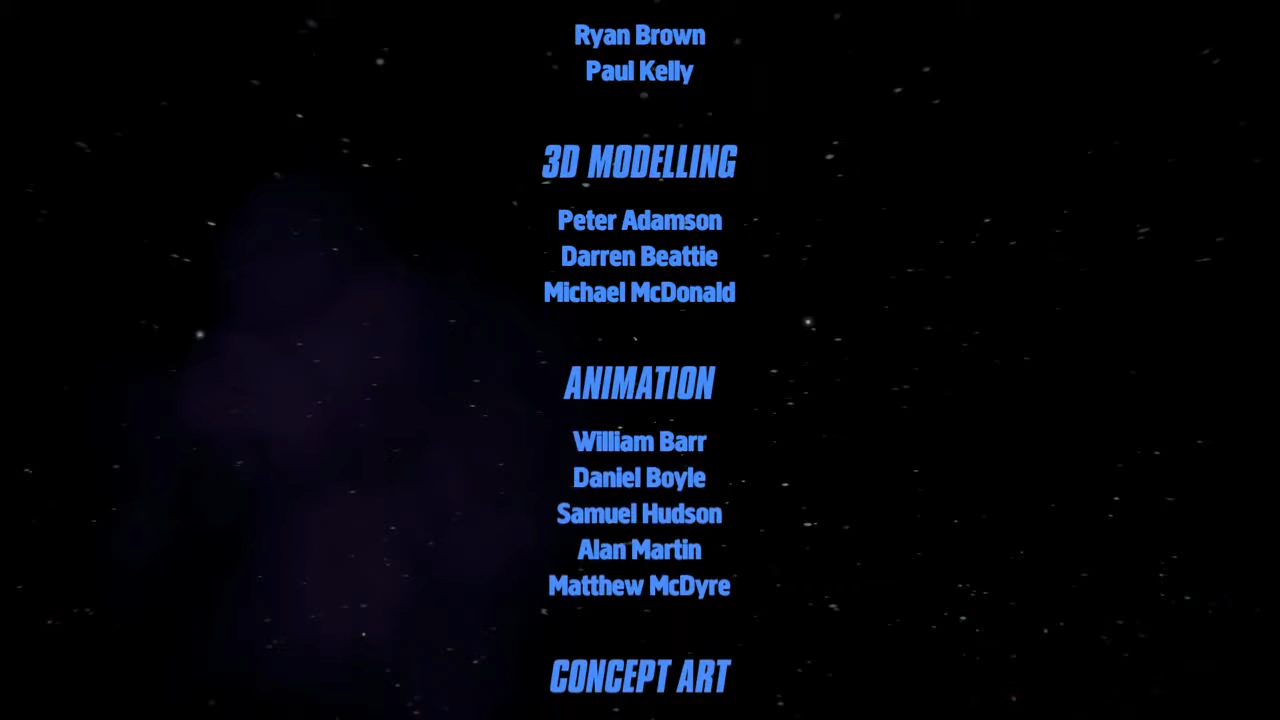 Ryan Brown
Paul Kelly
3D MODELLING
Peter Adamson
Darren Beattie
Michael McDonald
ANIMATION
William Barr
Daniel Boyle
Samuel Hudson
Alan Martin
Matthew McDyre
CONCEPT ART